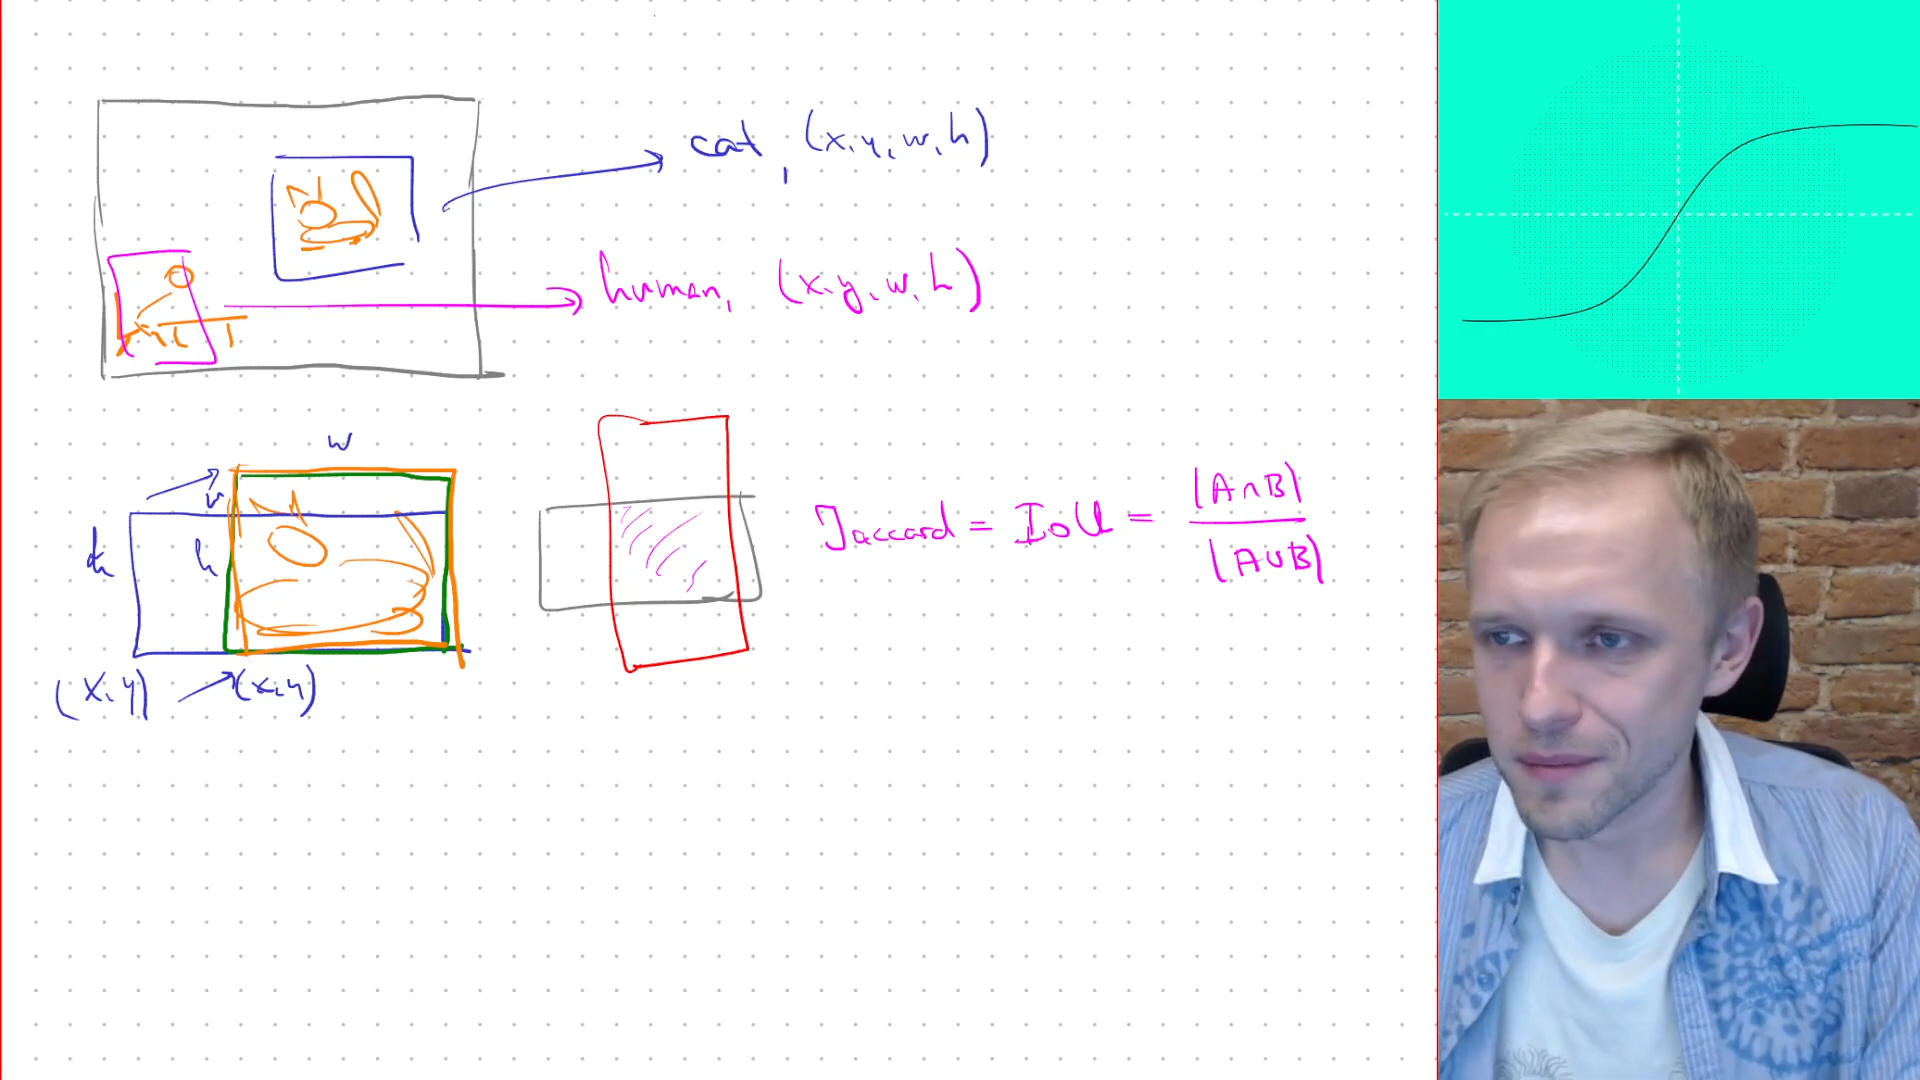 cat, (x, y, w, h)
human, (x, y, w, h)
w
h
h
(x, y) (x, y)
Jaccard = IoU = |A∩B|
|A∪B|